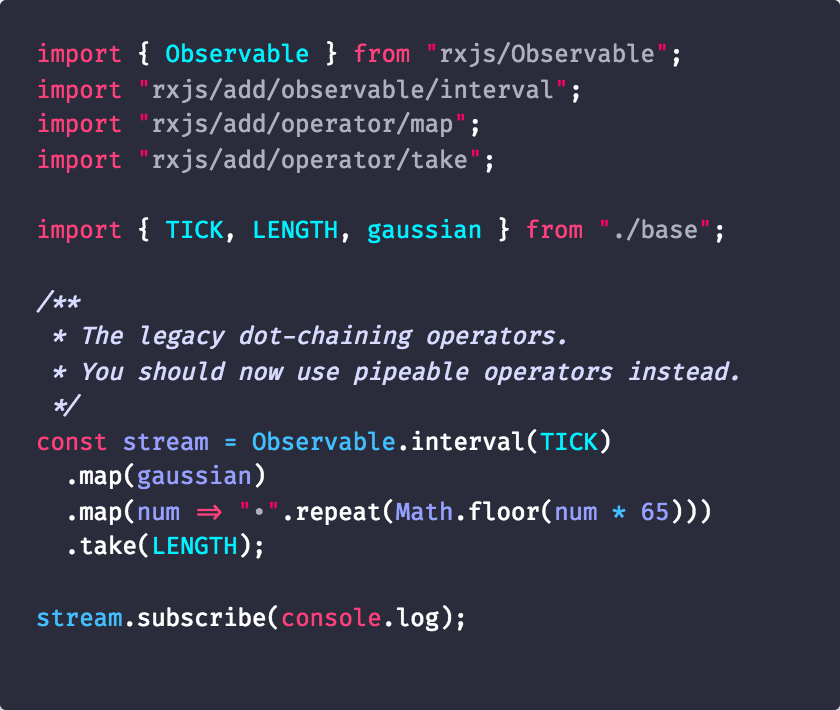 import { Observable } from "rxjs/Observable";
import "rxjs/add/observable/interval";
import "rxjs/add/operator/map";
import "rxjs/add/operator/take";

import { TICK, LENGTH, gaussian } from "./base";

/**
 * The legacy dot-chaining operators.
 * You should now use pipeable operators instead.
 */
const stream = Observable.interval(TICK)
  .map(gaussian)
  .map(num => "•".repeat(Math.floor(num * 65)))
  .take(LENGTH);

stream.subscribe(console.log);